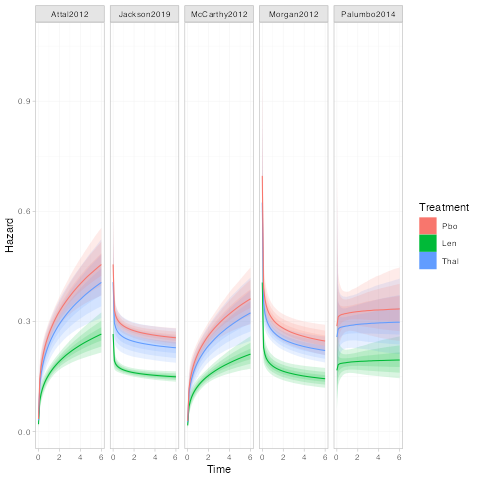 Attal2012 Jackson2019 McCarthy2012 Morgan2012 Palumbo2014
0.9
0.6
0.3
0.0
Hazard
0 2 4 6 0 2 4 6 0 2 4 6 0 2 4 6 0 2 4 6
Time
Treatment
Pbo
Len
Thal